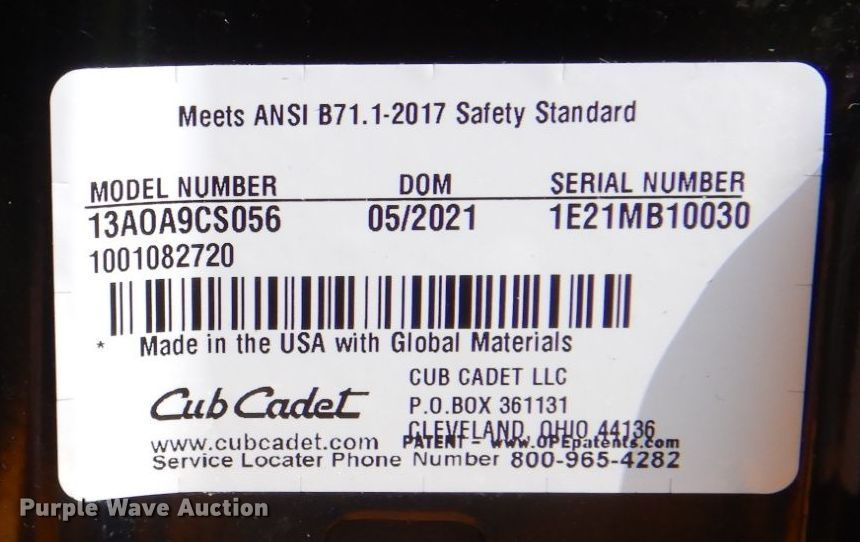 Meets ANSI B71.1-2017 Safety Standard
MODEL NUMBER DOM SERIAL NUMBER
13AOA9CS056 05/2021 1E21MB10030
1001082720
* Made in the USA with Global Materials
Cub Cadet
CUB CADET LLC
P.O.BOX 361131
CLEVELAND, OHIO 44136
www.cubcadet.com PATENT - www.OPEpatents.com
Service Locater Phone Number 800-965-4282
Purple Wave Auction